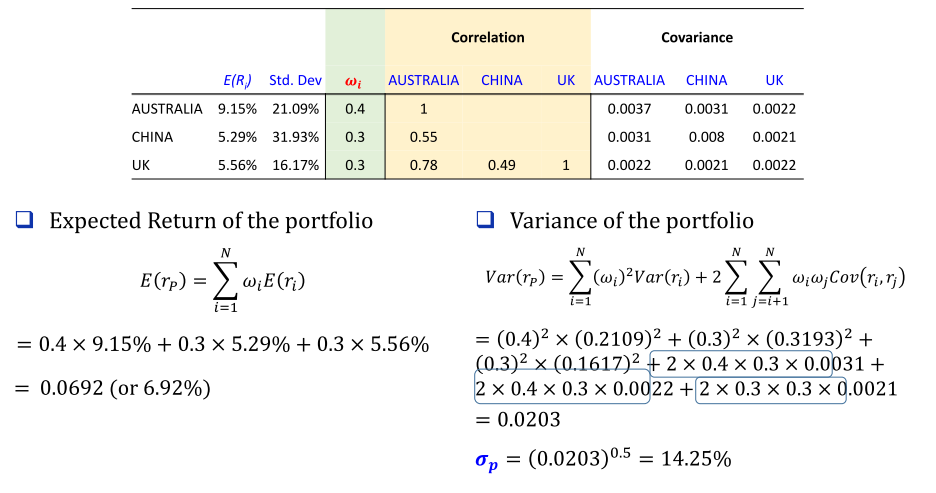 Correlation Covariance
E(Rᵢ) Std. Dev ωᵢ AUSTRALIA CHINA UK AUSTRALIA CHINA UK
AUSTRALIA 9.15% 21.09% 0.4 1 0.0037 0.0031 0.0022
CHINA 5.29% 31.93% 0.3 0.55 0.0031 0.008 0.0021
UK 5.56% 16.17% 0.3 0.78 0.49 1 0.0022 0.0021 0.0022
❑ Expected Return of the portfolio
E(r_P) = ∑_{i=1}^{N} ωᵢE(rᵢ)
= 0.4 × 9.15% + 0.3 × 5.29% + 0.3 × 5.56%
= 0.0692 (or 6.92%)
❑ Variance of the portfolio
Var(r_P) = ∑_{i=1}^{N} (ωᵢ)²Var(rᵢ) + 2 ∑_{i=1}^{N} ∑_{j=i+1}^{N} ωᵢωⱼCov(rᵢ, rⱼ)
= (0.4)² × (0.2109)² + (0.3)² × (0.3193)² +
(0.3)² × (0.1617)² + 2 × 0.4 × 0.3 × 0.0031 +
2 × 0.4 × 0.3 × 0.0022 + 2 × 0.3 × 0.3 × 0.0021
= 0.0203
σ_p = (0.0203)^{0.5} = 14.25%